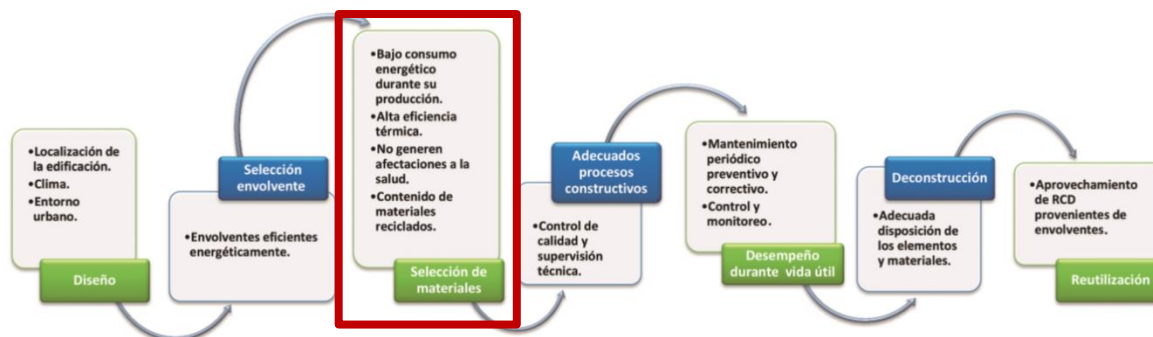 •Localización de
la edificación.
•Clima.
•Entorno
urbano.
Diseño
Selección
envolvente
•Envolventes eficientes
energéticamente.
•Bajo consumo
energético
durante su
producción.
•Alta eficiencia
térmica.
•No generen
afectaciones a la
salud.
•Contenido de
materiales
reciclados.
Selección de
materiales
Adecuados
procesos
constructivos
•Control de
calidad y
supervisión
técnica.
•Mantenimiento
periódico
preventivo y
correctivo.
•Control y
monitoreo.
Desempeño
durante vida útil
Deconstrucción
•Adecuada
disposición de
los elementos
y materiales.
•Aprovechamiento
de RCD
provenientes de
envolventes.
Reutilización